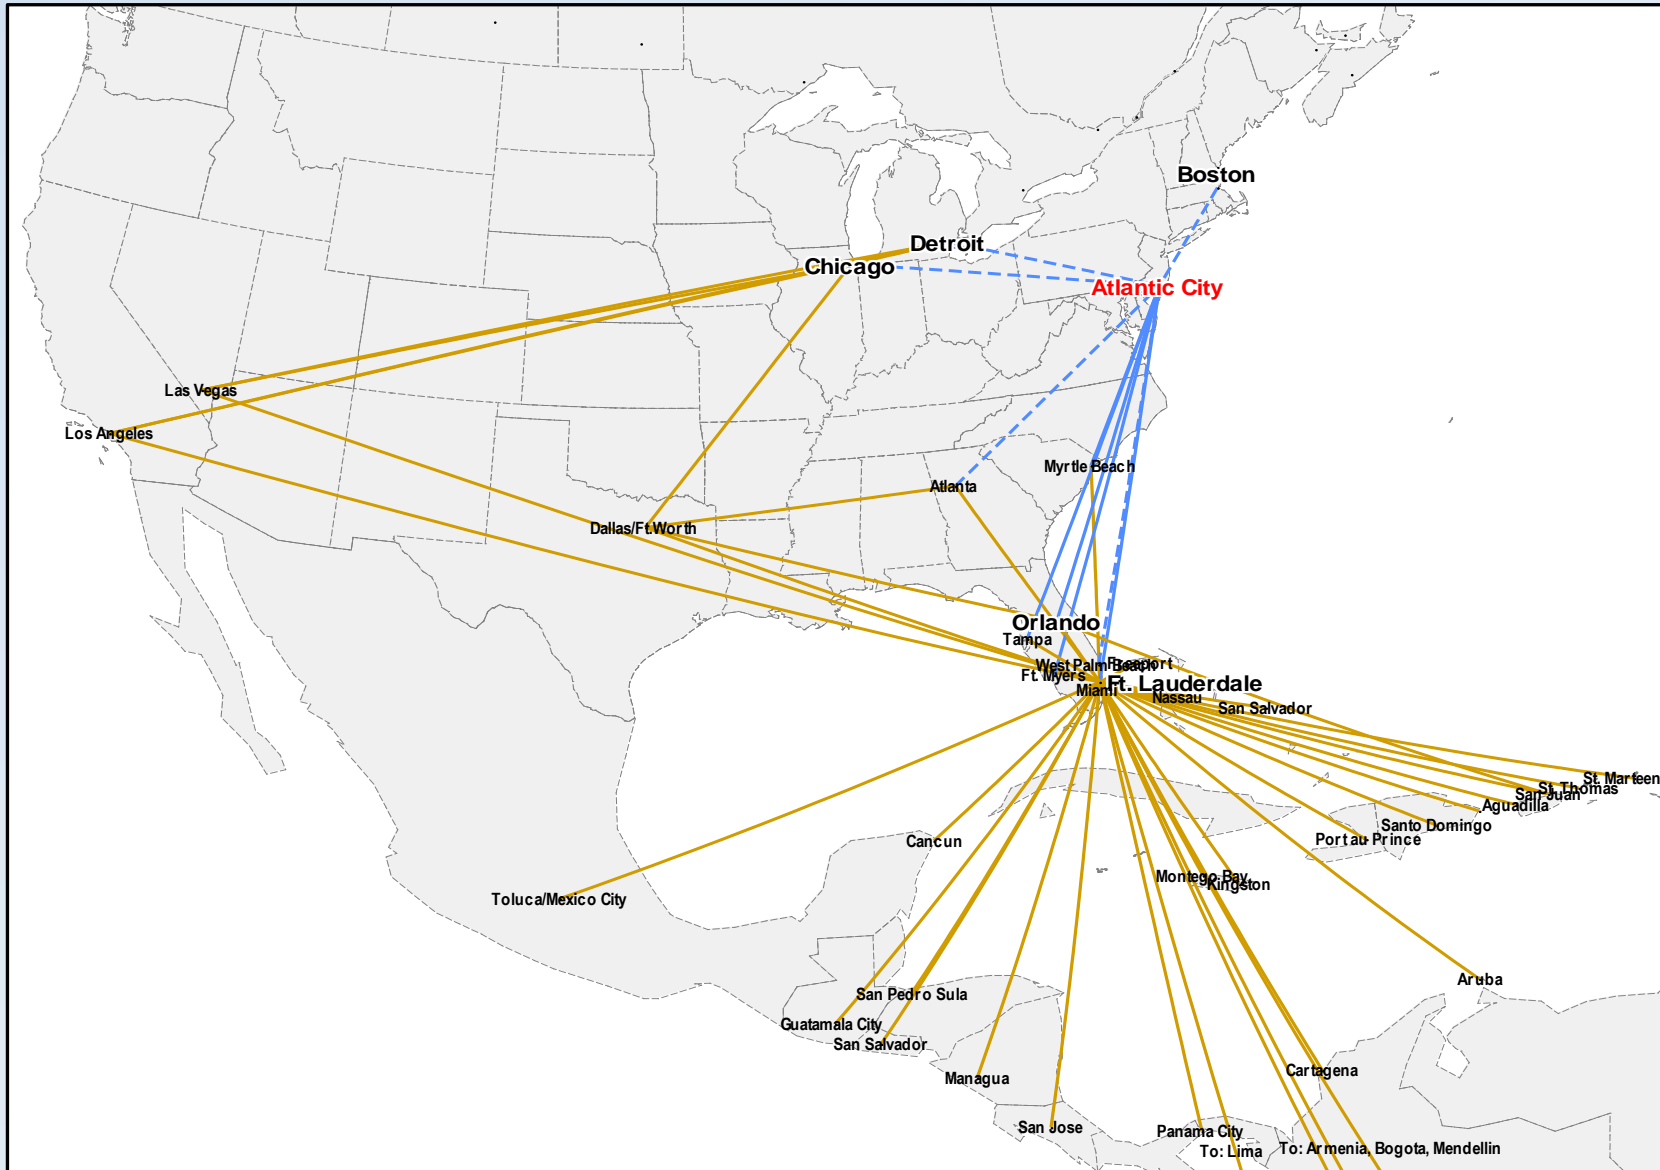 Boston
Detroit
Chicago
Atlantic City
Las Vegas
Los Angeles
Myrtle Beach
Atlanta
Dallas/Ft.Worth
Orlando
Tampa
West Palm Beach
Freeport
Ft. Myers
Ft. Lauderdale
Miami
Nassau
San Salvador
St. Marteen
St. Thomas
San Juan
Aguadilla
Santo Domingo
Port au Prince
Cancun
Montego Bay
Kingston
Toluca/Mexico City
Aruba
San Pedro Sula
Guatamala City
San Salvador
Cartagena
Managua
San Jose
Panama City
To: Lima
To: Armenia, Bogota, Mendellin